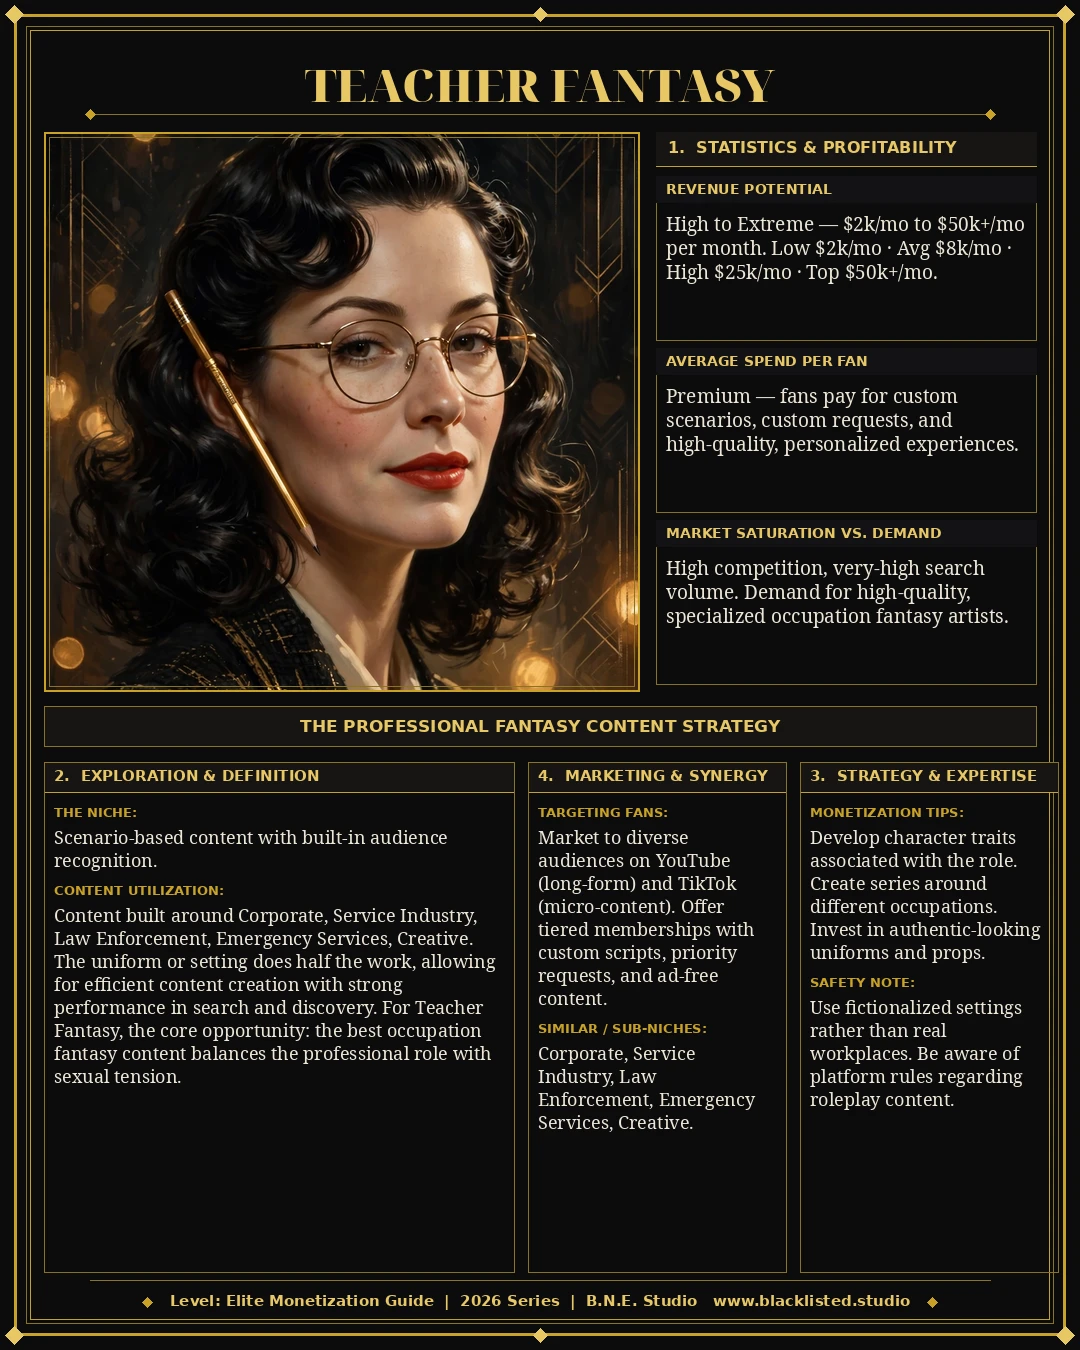 TEACHER FANTASY
1. STATISTICS & PROFITABILITY
REVENUE POTENTIAL
High to Extreme — $2k/mo to $50k+/mo
per month. Low $2k/mo · Avg $8k/mo ·
High $25k/mo · Top $50k+/mo.
AVERAGE SPEND PER FAN
Premium — fans pay for custom
scenarios, custom requests, and
high-quality, personalized experiences.
MARKET SATURATION VS. DEMAND
High competition, very-high search
volume. Demand for high-quality,
specialized occupation fantasy artists.
THE PROFESSIONAL FANTASY CONTENT STRATEGY
2. EXPLORATION & DEFINITION
THE NICHE:
Scenario-based content with built-in audience
recognition.
CONTENT UTILIZATION:
Content built around Corporate, Service Industry,
Law Enforcement, Emergency Services, Creative.
The uniform or setting does half the work, allowing
for efficient content creation with strong
performance in search and discovery. For Teacher
Fantasy, the core opportunity: the best occupation
fantasy content balances the professional role with
sexual tension.
4. MARKETING & SYNERGY
TARGETING FANS:
Market to diverse
audiences on YouTube
(long-form) and TikTok
(micro-content). Offer
tiered memberships with
custom scripts, priority
requests, and ad-free
content.
SIMILAR / SUB-NICHES:
Corporate, Service
Industry, Law
Enforcement, Emergency
Services, Creative.
3. STRATEGY & EXPERTISE
MONETIZATION TIPS:
Develop character traits
associated with the role.
Create series around
different occupations.
Invest in authentic-looking
uniforms and props.
SAFETY NOTE:
Use fictionalized settings
rather than real
workplaces. Be aware of
platform rules regarding
roleplay content.
Level: Elite Monetization Guide | 2026 Series | B.N.E. Studio www.blacklisted.studio